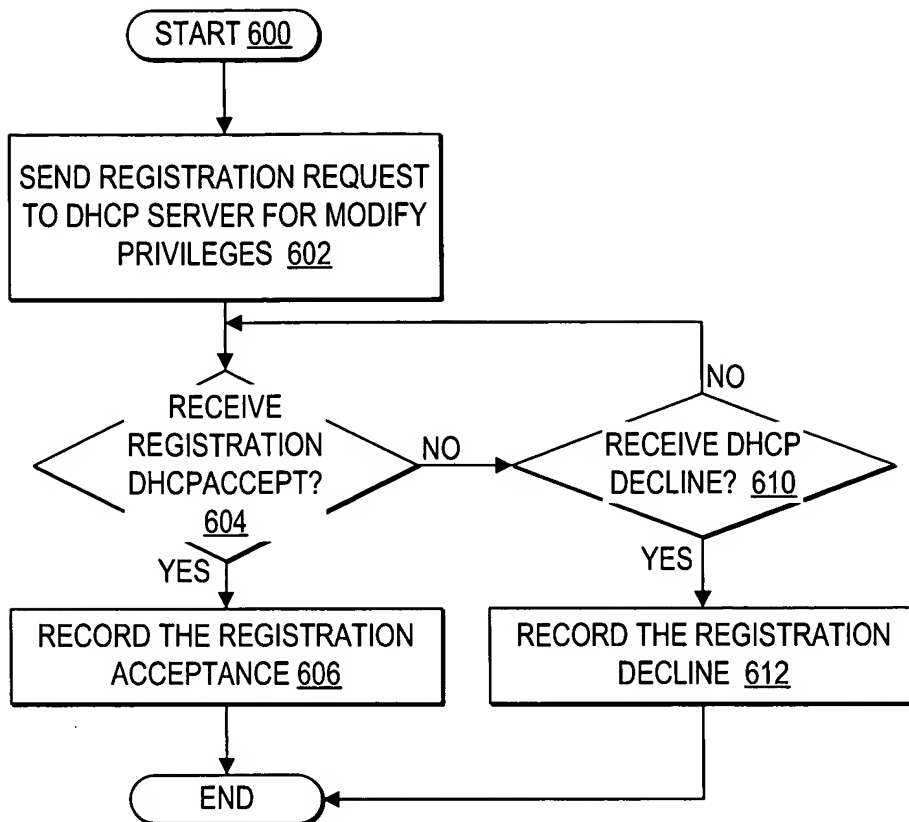 START 600
SEND REGISTRATION REQUEST
TO DHCP SERVER FOR MODIFY
PRIVILEGES 602
RECEIVE
REGISTRATION
DHCPACCEPT?
604
NO
YES
RECEIVE DHCP
DECLINE? 610
NO
YES
RECORD THE REGISTRATION
ACCEPTANCE 606
RECORD THE REGISTRATION
DECLINE 612
END